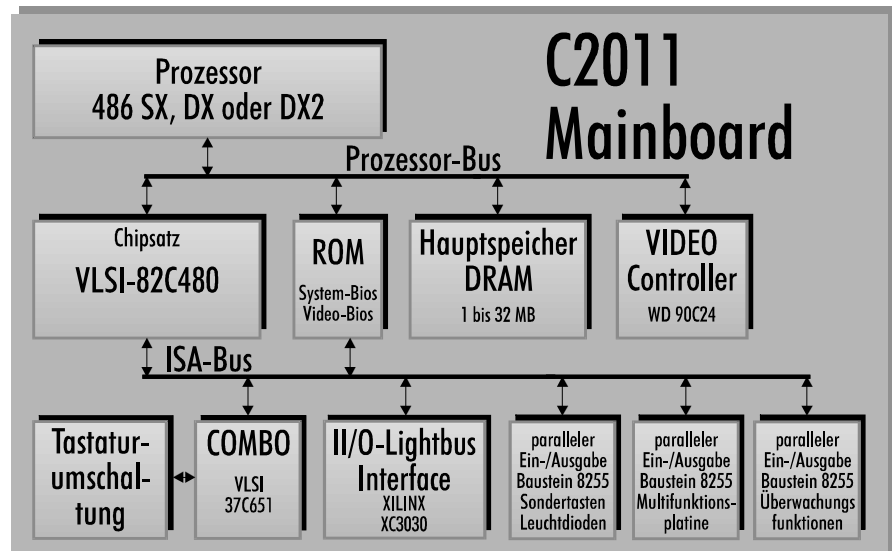 C2011
Mainboard
Prozessor
486 SX, DX oder DX2
Prozessor-Bus
Chipsatz
VLSI-82C480
ROM
System-Bios
Video-Bios
Hauptspeicher
DRAM
1 bis 32 MB
VIDEO
Controller
WD 90C24
ISA-Bus
Tastatur-
umschal-
tung
COMBO
VLSI
37C651
II/O-Lightbus
Interface
XILINX
XC3030
paralleler
Ein-/Ausgabe
Baustein 8255
Sondertasten
Leuchtdioden
paralleler
Ein-/Ausgabe
Baustein 8255
Multifunktions-
platine
paralleler
Ein-/Ausgabe
Baustein 8255
Überwachungs
funktionen